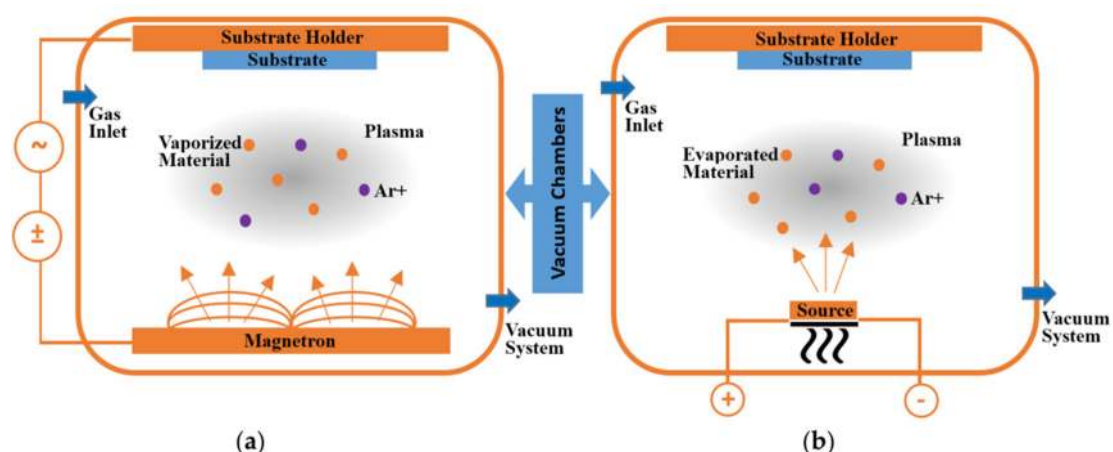 Substrate Holder
Substrate
Gas
Inlet
Vaporized
Material
Plasma
Ar+
~
±
Magnetron
Vacuum
System
(a)
Vacuum Chambers
Substrate Holder
Substrate
Gas
Inlet
Evaporated
Material
Plasma
Ar+
Source
Vacuum
System
+
-
(b)